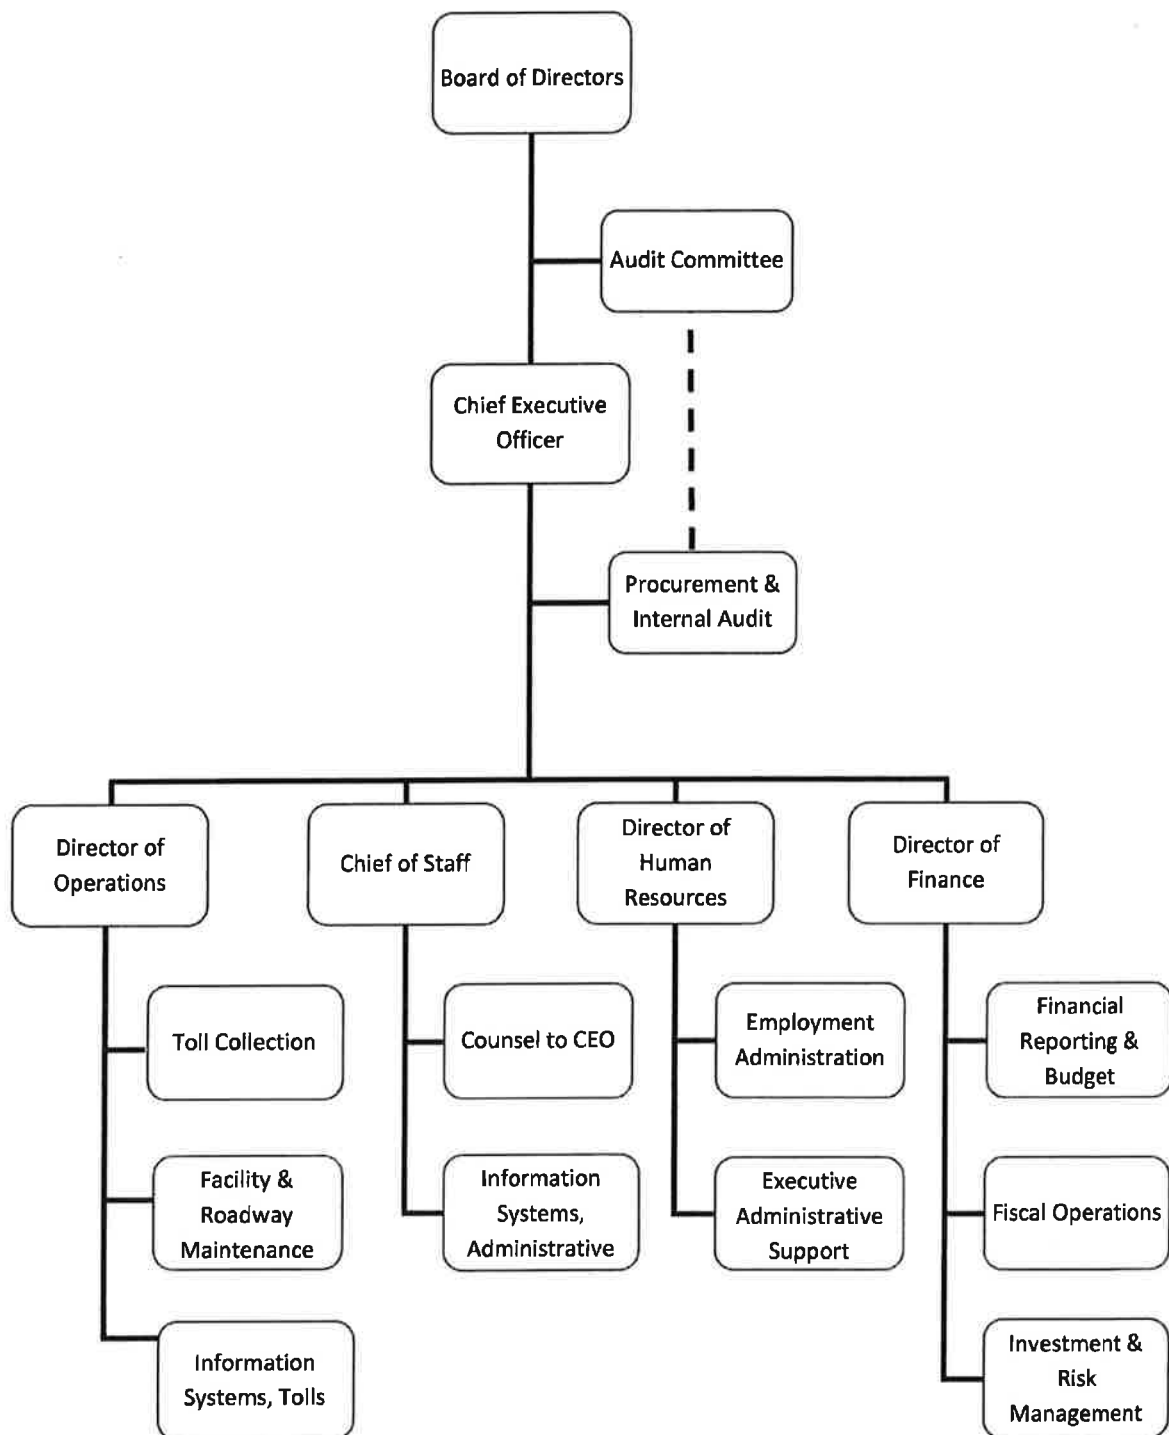 Board of Directors
Audit Committee
Chief Executive
Officer
Procurement &
Internal Audit
Director of
Operations
Chief of Staff
Director of
Human
Resources
Director of
Finance
Toll Collection
Counsel to CEO
Employment
Administration
Financial
Reporting &
Budget
Facility &
Roadway
Maintenance
Information
Systems,
Administrative
Executive
Administrative
Support
Fiscal Operations
Information
Systems, Tolls
Investment &
Risk
Management